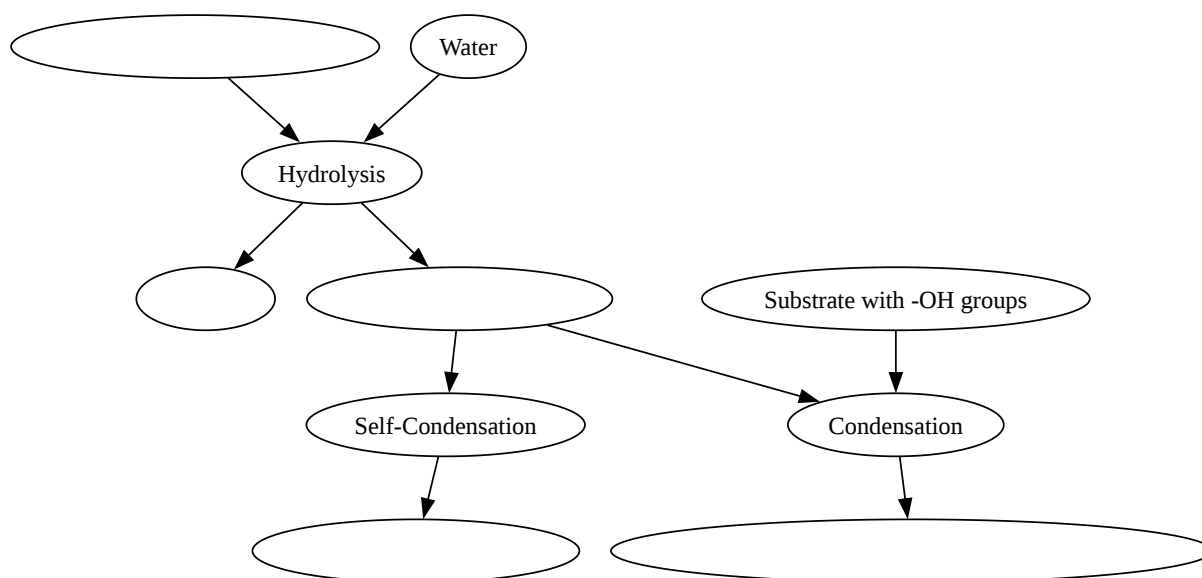 Water
Hydrolysis
Substrate with -OH groups
Self-Condensation
Condensation